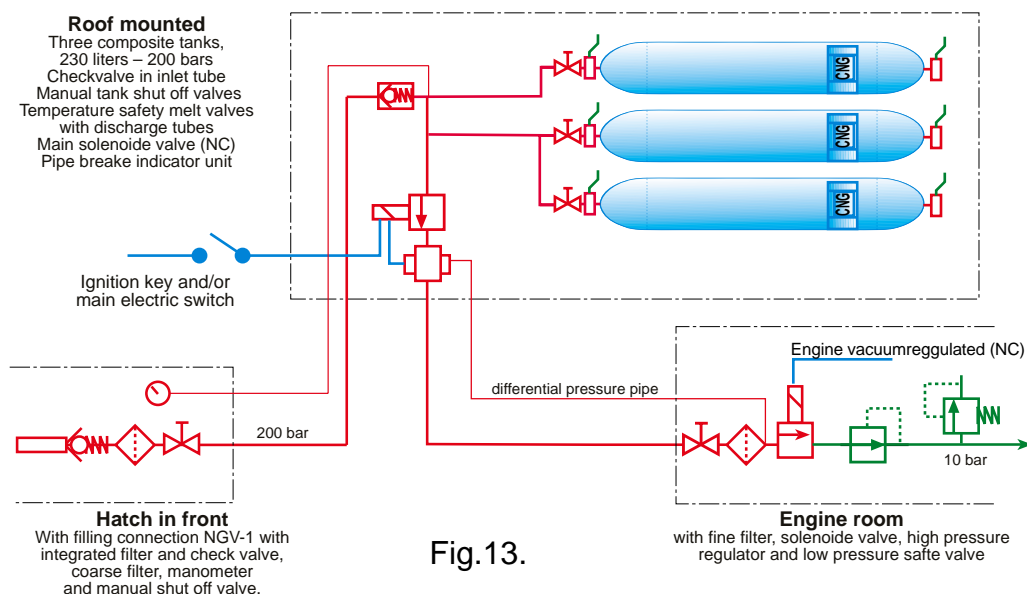 Roof mounted
Three composite tanks,
230 liters – 200 bars
Checkvalve in inlet tube
Manual tank shut off valves
Temperature safety melt valves
with discharge tubes
Main solenoide valve (NC)
Pipe breake indicator unit
CNG
CNG
CNG
Ignition key and/or
main electric switch
Engine vacuumreggulated (NC)
differential pressure pipe
200 bar
10 bar
Hatch in front
With filling connection NGV-1 with
integrated filter and check valve,
coarse filter, manometer
and manual shut off valve.
Fig.13.
Engine room
with fine filter, solenoide valve, high pressure
regulator and low pressure safte valve